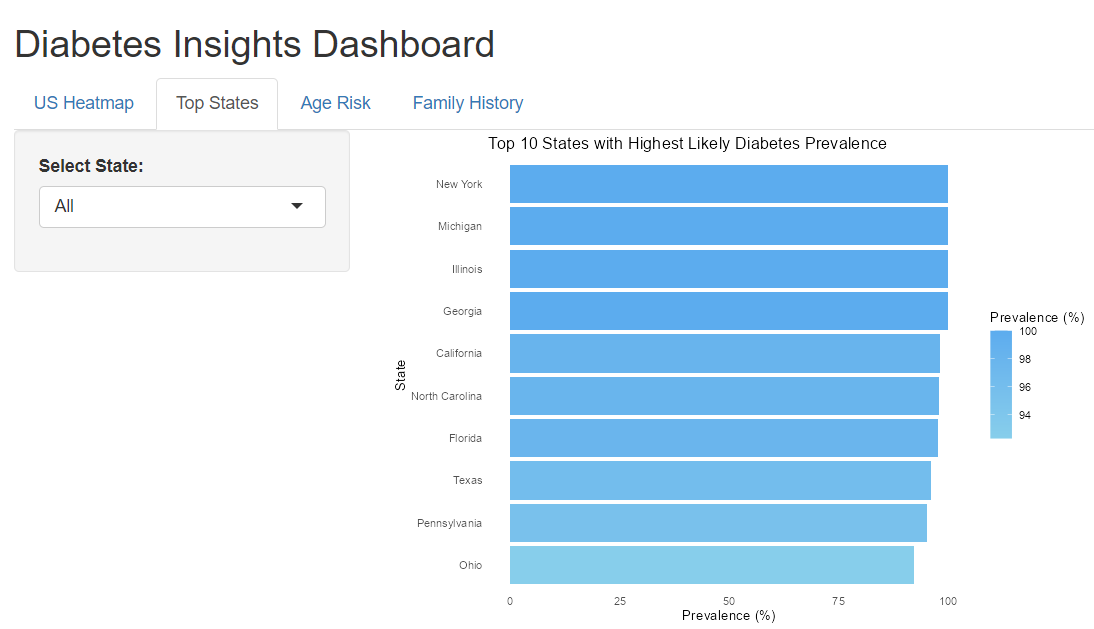 Diabetes Insights Dashboard
US Heatmap Top States Age Risk Family History
Select State:
All
Top 10 States with Highest Likely Diabetes Prevalence
State
New York
Michigan
Illinois
Georgia
California
North Carolina
Florida
Texas
Pennsylvania
Ohio
0 25 50 75 100
Prevalence (%)
Prevalence (%)
100
98
96
94